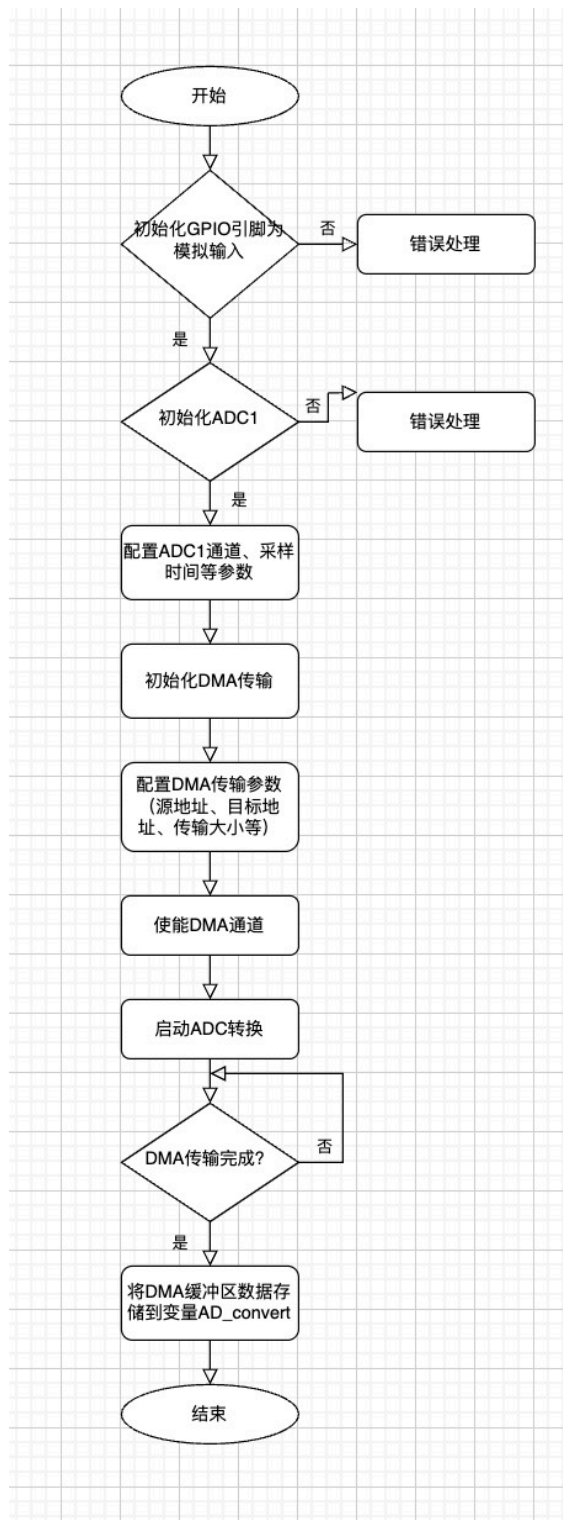 开始
初始化GPIO引脚为
模拟输入
否
错误处理
是
初始化ADC1
否
错误处理
是
配置ADC1通道、采样
时间等参数
初始化DMA传输
配置DMA传输参数
（源地址、目标地
址、传输大小等）
使能DMA通道
启动ADC转换
DMA传输完成?
否
是
将DMA缓冲区数据存
储到变量AD_convert
结束